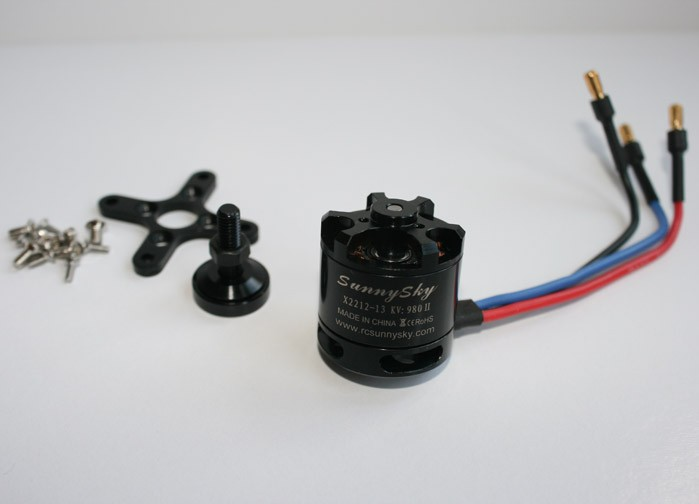 SunnySky
X2212-13 KV: 980 II
MADE IN CHINA CE RoHS
www.rcsunnysky.com